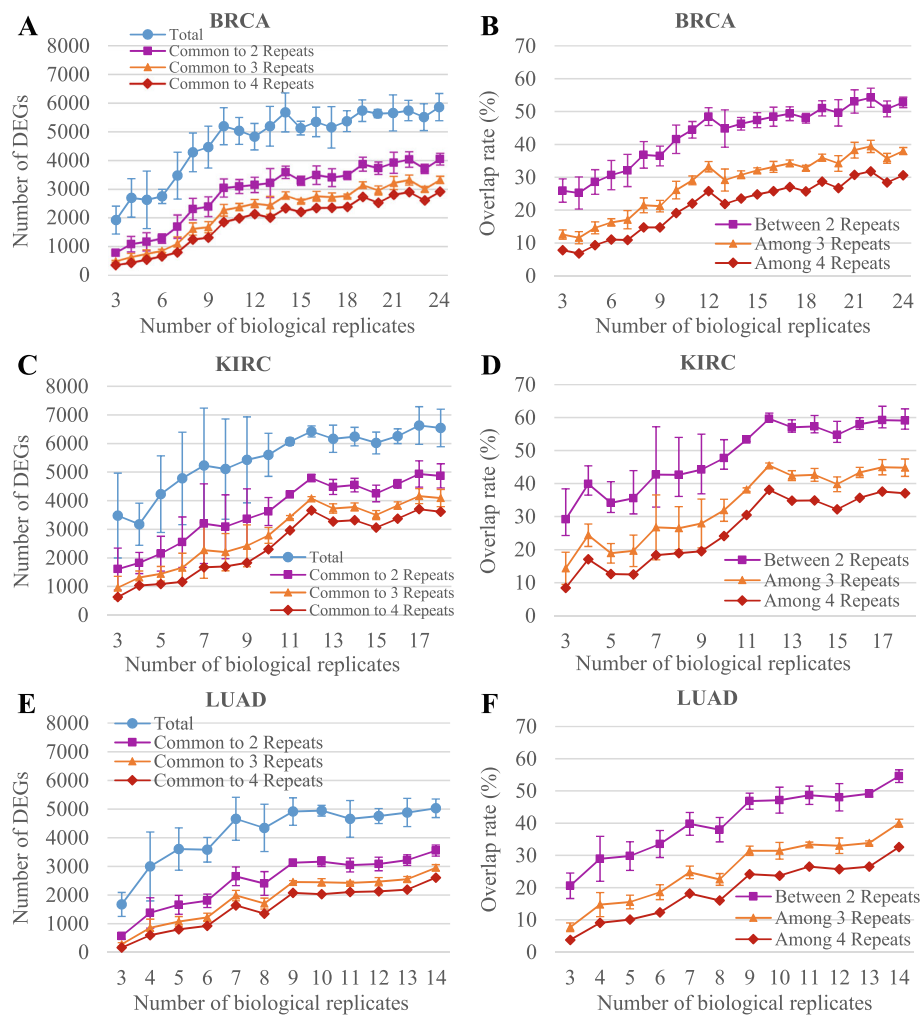 A
BRCA
Total
Common to 2 Repeats
Common to 3 Repeats
Common to 4 Repeats
Number of DEGs
8000
7000
6000
5000
4000
3000
2000
1000
0
3 6 9 12 15 18 21 24
Number of biological replicates
B
BRCA
Overlap rate (%)
70
60
50
40
30
20
10
0
Between 2 Repeats
Among 3 Repeats
Among 4 Repeats
3 6 9 12 15 18 21 24
Number of biological replicates
C
KIRC
Number of DEGs
8000
7000
6000
5000
4000
3000
2000
1000
0
Total
Common to 2 Repeats
Common to 3 Repeats
Common to 4 Repeats
3 5 7 9 11 13 15 17
Number of biological replicates
D
KIRC
Overlap rate (%)
70
60
50
40
30
20
10
0
Between 2 Repeats
Among 3 Repeats
Among 4 Repeats
3 5 7 9 11 13 15 17
Number of biological replicates
E
LUAD
Total
Common to 2 Repeats
Common to 3 Repeats
Common to 4 Repeats
Number of DEGs
8000
7000
6000
5000
4000
3000
2000
1000
0
3 4 5 6 7 8 9 10 11 12 13 14
Number of biological replicates
F
LUAD
Overlap rate (%)
70
60
50
40
30
20
10
0
Between 2 Repeats
Among 3 Repeats
Among 4 Repeats
3 4 5 6 7 8 9 10 11 12 13 14
Number of biological replicates